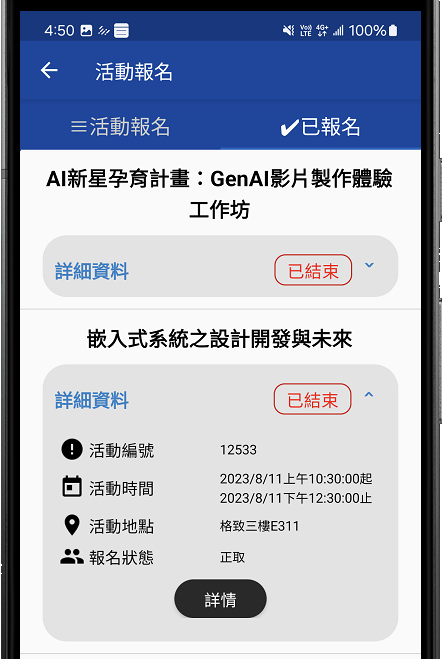 4:50 Vo)) LTE 4G+ 100%
活動報名
活動報名 已報名
AI新星孕育計畫：GenAI影片製作體驗
工作坊
詳細資料 已結束
嵌入式系統之設計開發與未來
詳細資料 已結束
活動編號 12533
活動時間 2023/8/11上午10:30:00起
2023/8/11下午12:30:00止
活動地點 格致三樓E311
報名狀態 正取
詳情